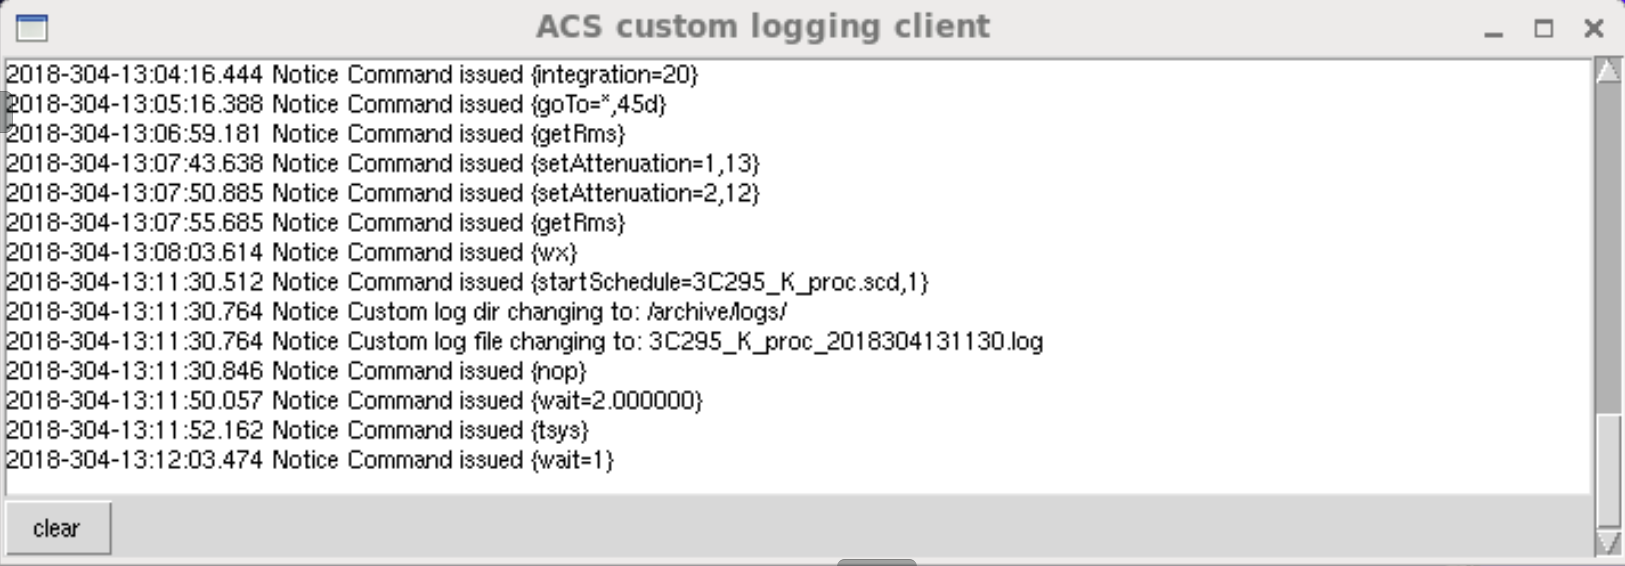 ACS custom logging client
2018-304-13:04:16.444 Notice Command issued {integration=20}
2018-304-13:05:16.388 Notice Command issued {goTo=*,45d}
2018-304-13:06:59.181 Notice Command issued {getRms}
2018-304-13:07:43.638 Notice Command issued {setAttenuation=1,13}
2018-304-13:07:50.885 Notice Command issued {setAttenuation=2,12}
2018-304-13:07:55.685 Notice Command issued {getRms}
2018-304-13:08:03.614 Notice Command issued {wx}
2018-304-13:11:30.512 Notice Command issued {startSchedule=3C295_K_proc.scd,1}
2018-304-13:11:30.764 Notice Custom log dir changing to: /archive/logs/
2018-304-13:11:30.764 Notice Custom log file changing to: 3C295_K_proc_2018304131130.log
2018-304-13:11:30.846 Notice Command issued {nop}
2018-304-13:11:50.057 Notice Command issued {wait=2.000000}
2018-304-13:11:52.162 Notice Command issued {tsys}
2018-304-13:12:03.474 Notice Command issued {wait=1}
clear